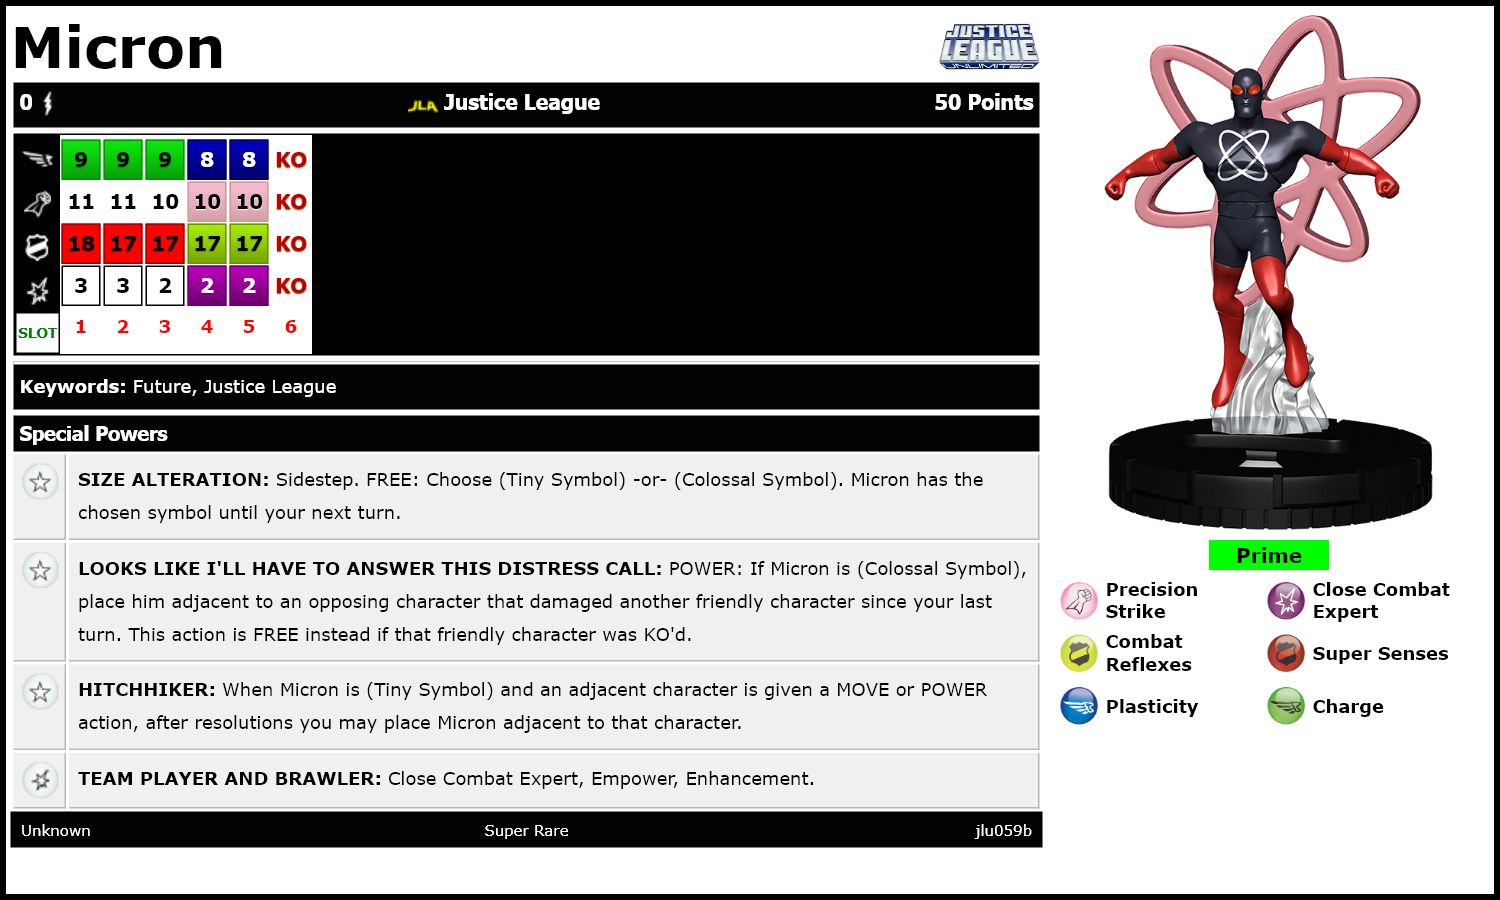 Micron
JUSTICE
LEAGUE
UNLIMITED
0 JLA Justice League 50 Points
9 9 9 8 8 KO
11 11 10 10 10 KO
18 17 17 17 17 KO
3 3 2 2 2 KO
SLOT 1 2 3 4 5 6
Keywords: Future, Justice League
Special Powers
SIZE ALTERATION: Sidestep. FREE: Choose (Tiny Symbol) -or- (Colossal Symbol). Micron has the
chosen symbol until your next turn.
LOOKS LIKE I'LL HAVE TO ANSWER THIS DISTRESS CALL: POWER: If Micron is (Colossal Symbol),
place him adjacent to an opposing character that damaged another friendly character since your last
turn. This action is FREE instead if that friendly character was KO'd.
HITCHHIKER: When Micron is (Tiny Symbol) and an adjacent character is given a MOVE or POWER
action, after resolutions you may place Micron adjacent to that character.
TEAM PLAYER AND BRAWLER: Close Combat Expert, Empower, Enhancement.
Unknown Super Rare jlu059b
Prime
Precision
Strike
Close Combat
Expert
Combat
Reflexes
Super Senses
Plasticity
Charge